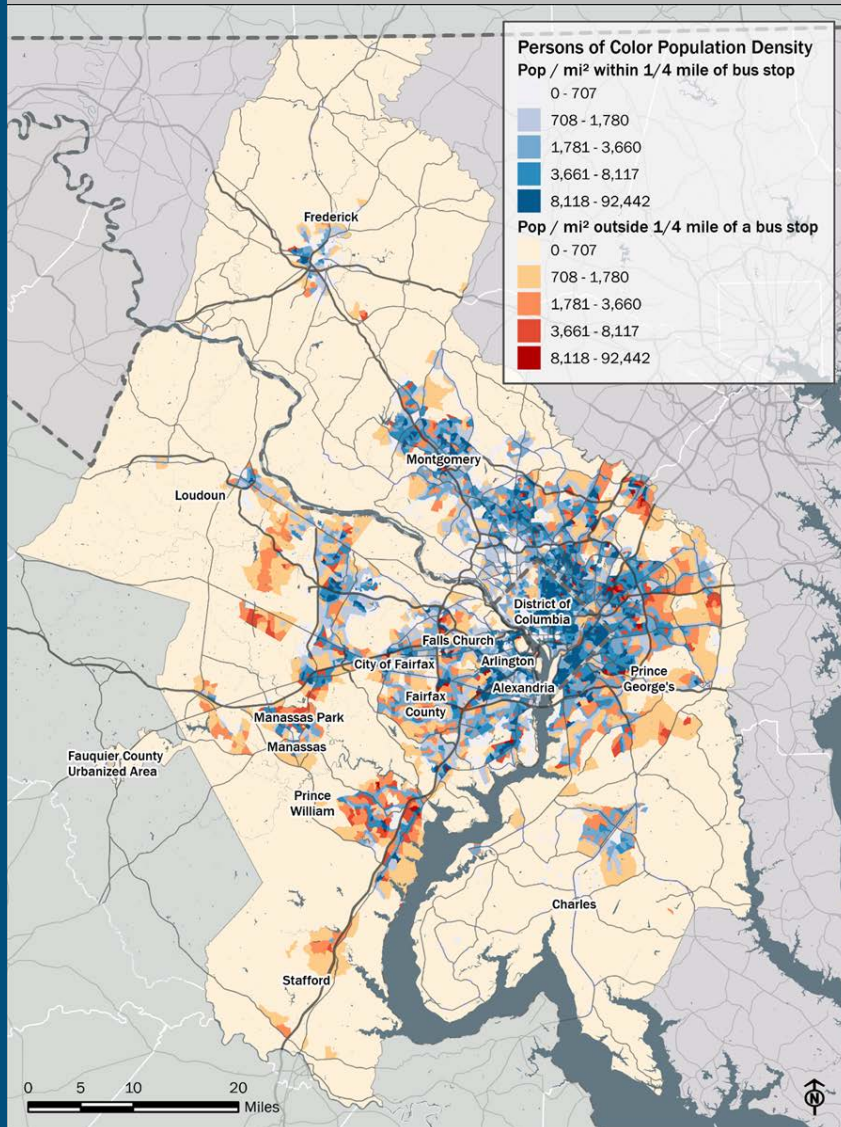 Persons of Color Population Density
Pop / mi² within 1/4 mile of bus stop
0 - 707
708 - 1,780
1,781 - 3,660
3,661 - 8,117
8,118 - 92,442
Pop / mi² outside 1/4 mile of a bus stop
0 - 707
708 - 1,780
1,781 - 3,660
3,661 - 8,117
8,118 - 92,442
Frederick
Montgomery
Loudoun
District of
Columbia
Falls Church
City of Fairfax
Arlington
Prince
George's
Alexandria
Fairfax
County
Manassas Park
Manassas
Fauquier County
Urbanized Area
Prince
William
Charles
Stafford
0 5 10 20
Miles
N